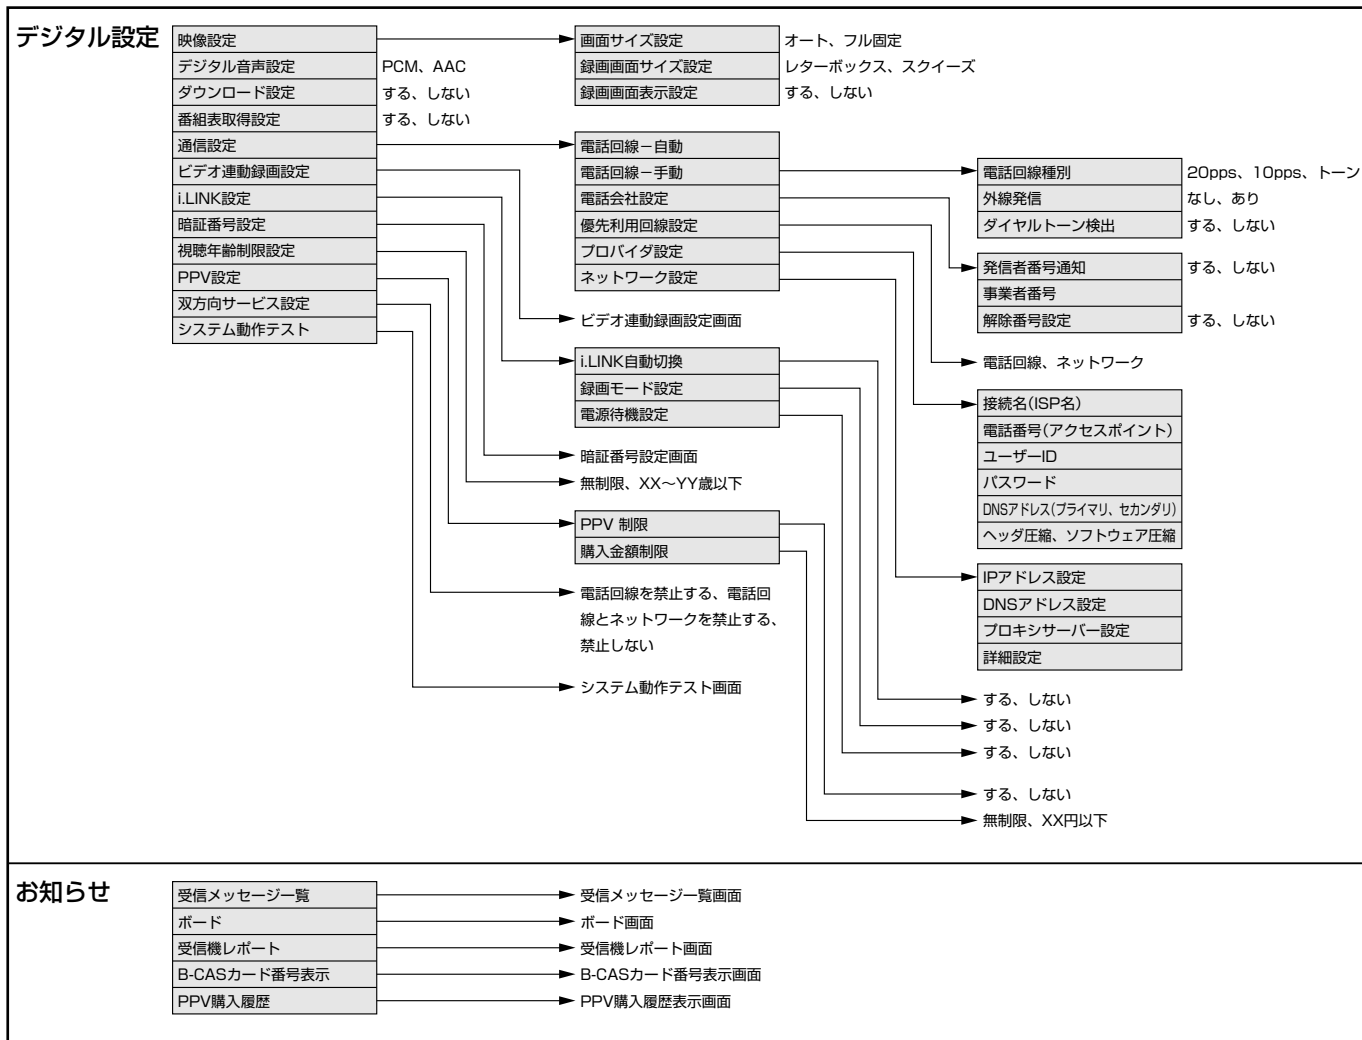 デジタル設定
映像設定
画面サイズ設定
オート、フル固定
デジタル音声設定
PCM、AAC
録画画面サイズ設定
レターボックス、スクイーズ
ダウンロード設定
する、しない
録画画面表示設定
する、しない
番組表取得設定
する、しない
通信設定
電話回線－自動
ビデオ連動録画設定
電話回線－手動
電話回線種別
20pps、10pps、トーン
i.LINK設定
電話会社設定
外線発信
なし、あり
暗証番号設定
優先利用回線設定
ダイヤルトーン検出
する、しない
視聴年齢制限設定
プロバイダ設定
PPV設定
ネットワーク設定
発信者番号通知
する、しない
双方向サービス設定
事業者番号
システム動作テスト
ビデオ連動録画設定画面
解除番号設定
する、しない
i.LINK自動切換
電話回線、ネットワーク
録画モード設定
電源待機設定
接続名(ISP名)
電話番号(アクセスポイント)
暗証番号設定画面
ユーザーID
無制限、XX～YY歳以下
パスワード
DNSアドレス(プライマリ、セカンダリ)
PPV 制限
ヘッダ圧縮、ソフトウェア圧縮
購入金額制限
IPアドレス設定
電話回線を禁止する、電話回
線とネットワークを禁止する、
禁止しない
DNSアドレス設定
プロキシサーバー設定
詳細設定
システム動作テスト画面
する、しない
する、しない
する、しない
する、しない
無制限、XX円以下
お知らせ
受信メッセージ一覧
受信メッセージ一覧画面
ボード
ボード画面
受信機レポート
受信機レポート画面
B-CASカード番号表示
B-CASカード番号表示画面
PPV購入履歴
PPV購入履歴表示画面